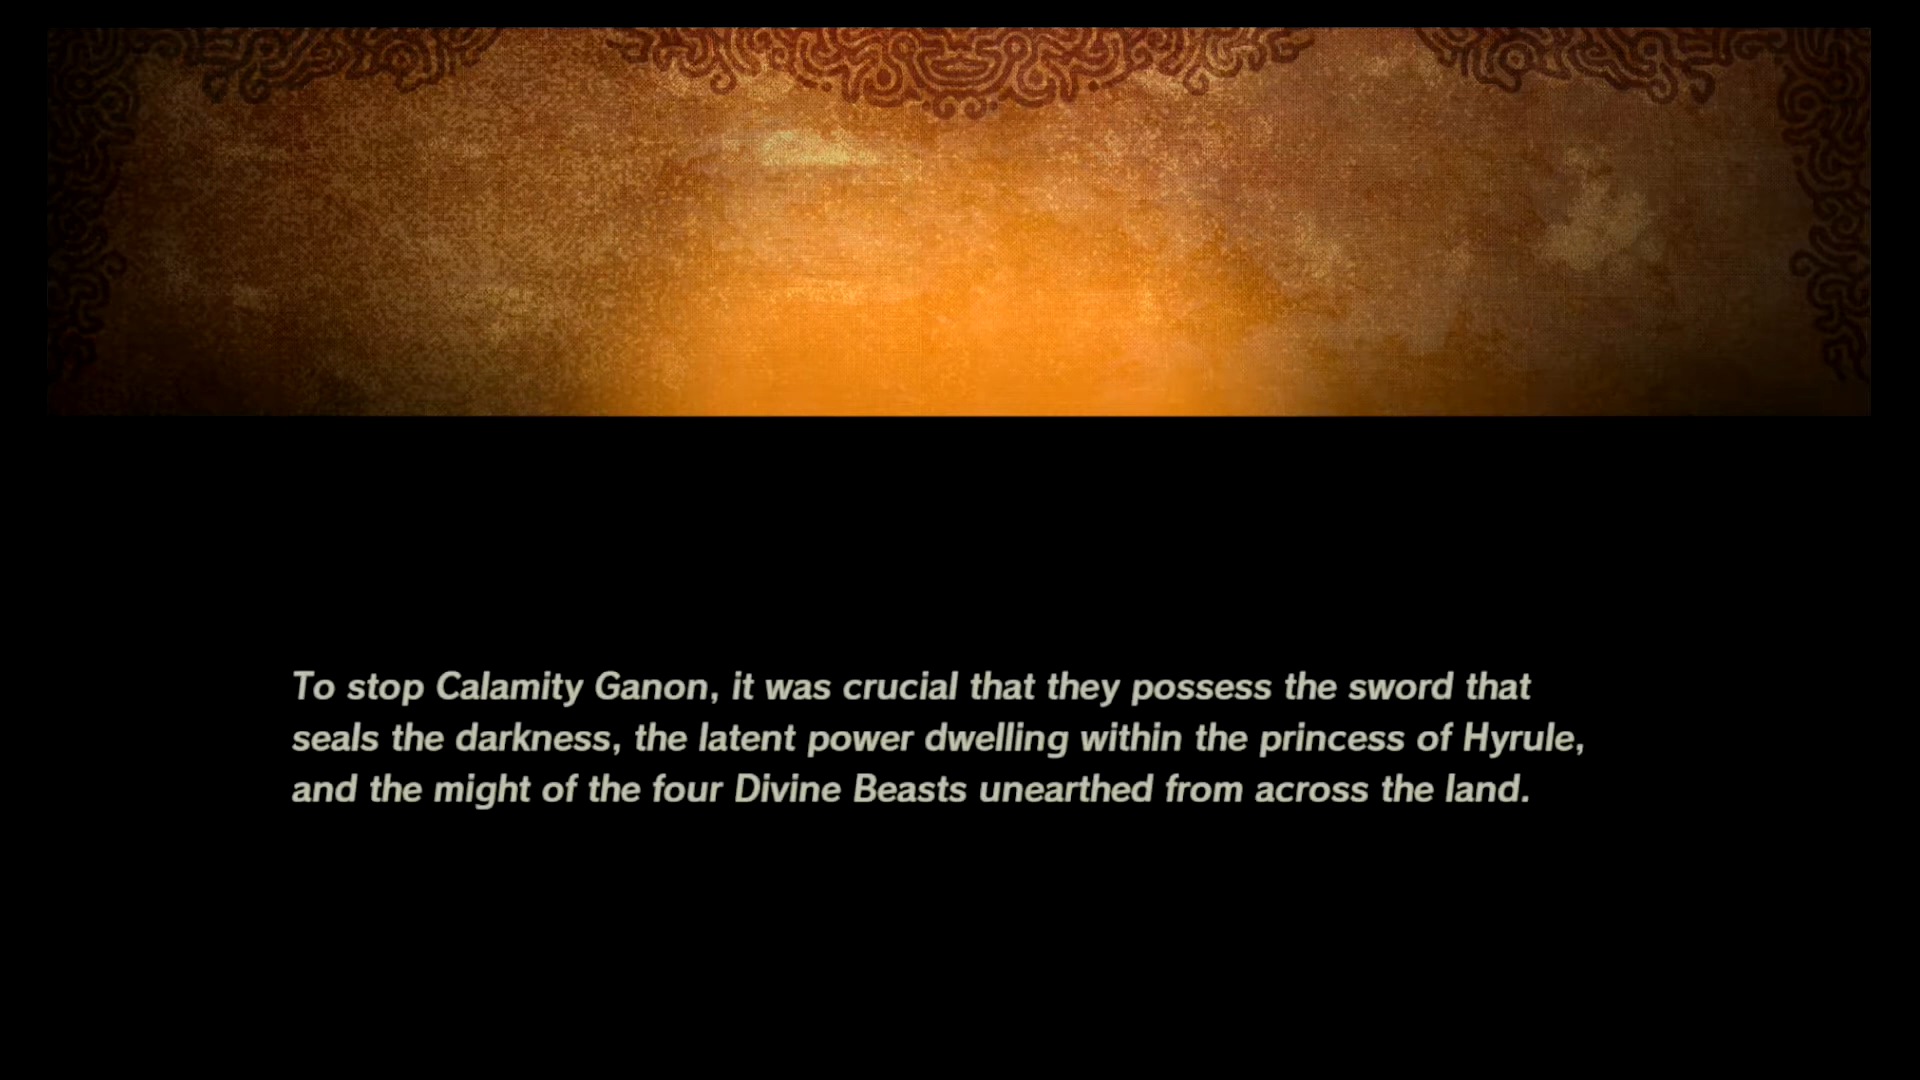 To stop Calamity Ganon, it was crucial that they possess the sword that
seals the darkness, the latent power dwelling within the princess of Hyrule,
and the might of the four Divine Beasts unearthed from across the land.